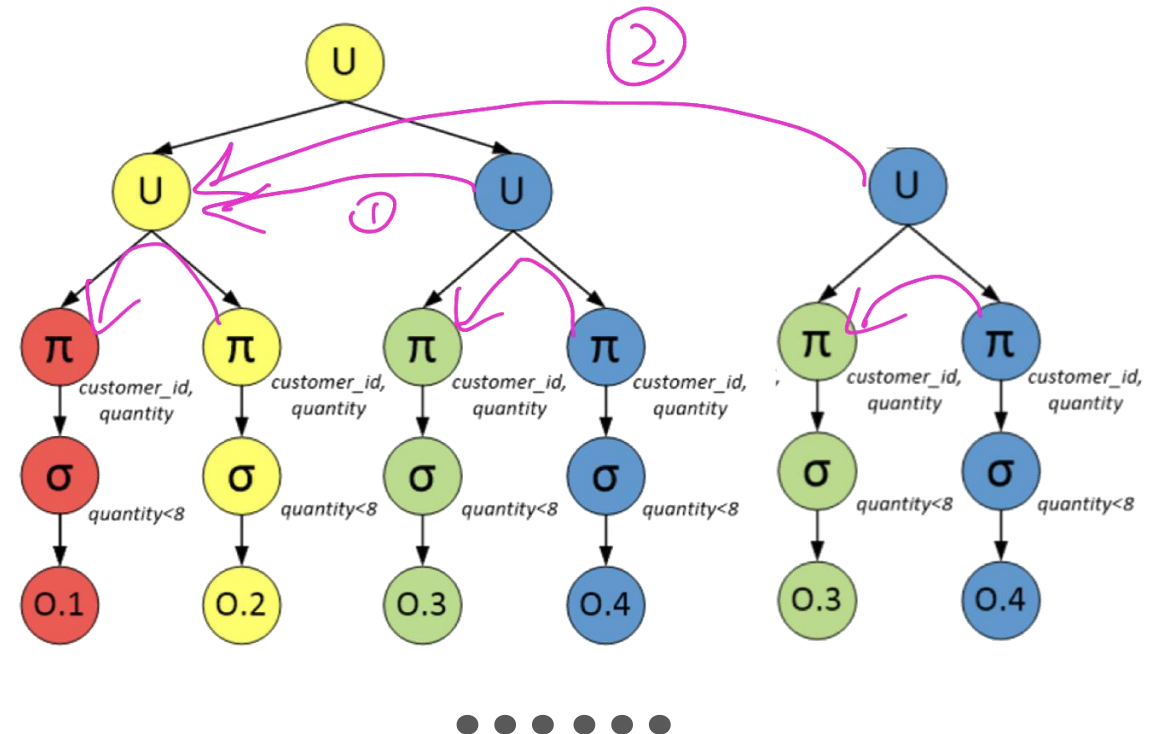 2
U
U
U
U
1
π
π
π
π
π
π
customer_id,
quantity
customer_id,
quantity
customer_id,
quantity
customer_id,
quantity
,
customer_id,
quantity
customer_id,
quantity
σ
σ
σ
σ
σ
σ
quantity<8
quantity<8
quantity<8
quantity<8
quantity<8
quantity<8
O.1
O.2
O.3
O.4
O.3
O.4